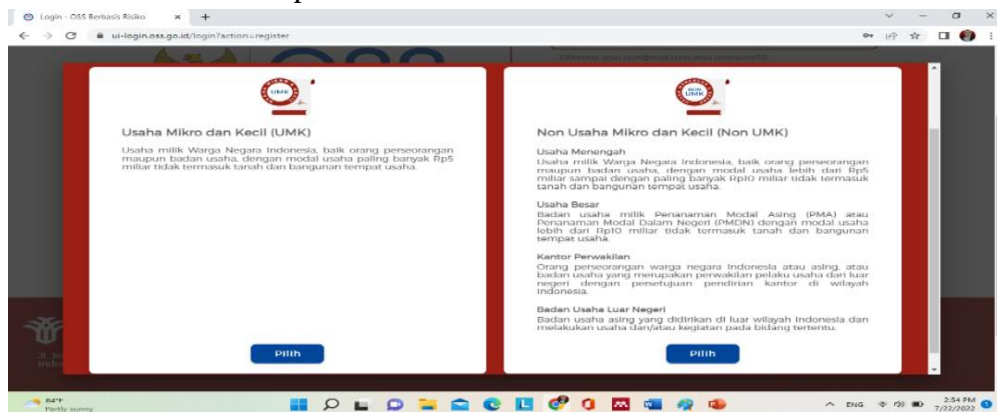 Login - OSS Berbasis Risiko
ui-login.oss.go.id/login?action=register
UMK
Usaha Mikro dan Kecil (UMK)
Usaha milik Warga Negara Indonesia, baik orang perseorangan
maupun badan usaha, dengan modal usaha paling banyak Rp5
miliar tidak termasuk tanah dan bangunan tempat usaha.
Pilih
NON
UMK
Non Usaha Mikro dan Kecil (Non UMK)
Usaha Menengah
Usaha milik Warga Negara Indonesia, baik orang perseorangan
maupun badan usaha, dengan modal usaha lebih dari Rp5
miliar sampai dengan paling banyak Rp10 miliar tidak termasuk
tanah dan bangunan tempat usaha.
Usaha Besar
Badan usaha milik Penanaman Modal Asing (PMA) atau
Penanaman Modal Dalam Negeri (PMDN) dengan modal usaha
lebih dari Rp10 miliar tidak termasuk tanah dan bangunan
tempat usaha.
Kantor Perwakilan
Orang perseorangan warga negara Indonesia atau asing, atau
badan usaha yang merupakan perwakilan pelaku usaha dari luar
negeri dengan persetujuan pendirian kantor di wilayah
Indonesia.
Badan Usaha Luar Negeri
Badan usaha asing yang didirikan di luar wilayah Indonesia dan
melakukan usaha dan/atau kegiatan pada bidang tertentu.
Pilih
84°F
Partly sunny
ENG
2:54 PM
7/22/2022